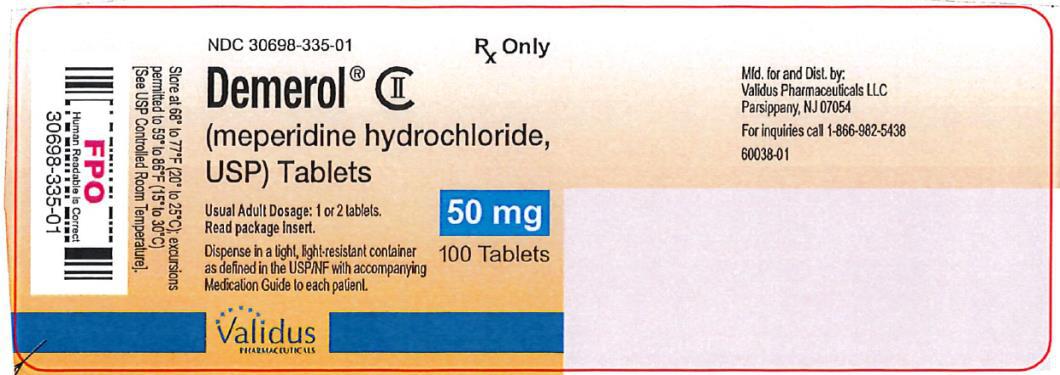 NDC 30698-335-01
Rx Only
Demerol® CII
(meperidine hydrochloride,
USP) Tablets
Usual Adult Dosage: 1 or 2 tablets.
Read package Insert.
50 mg
Dispense in a tight, light-resistant container
as defined in the USP/NF with accompanying
Medication Guide to each patient.
100 Tablets
Validus
PHARMACEUTICALS
Store at 68° to 77°F (20° to 25°C); excursions
permitted to 59° to 86°F (15° to 30°C)
[See USP Controlled Room Temperature].
FPO
Human Readable is Correct
30698-335-01
Mfd. for and Dist. by:
Validus Pharmaceuticals LLC
Parsippany, NJ 07054
For inquiries call 1-866-982-5438
60038-01